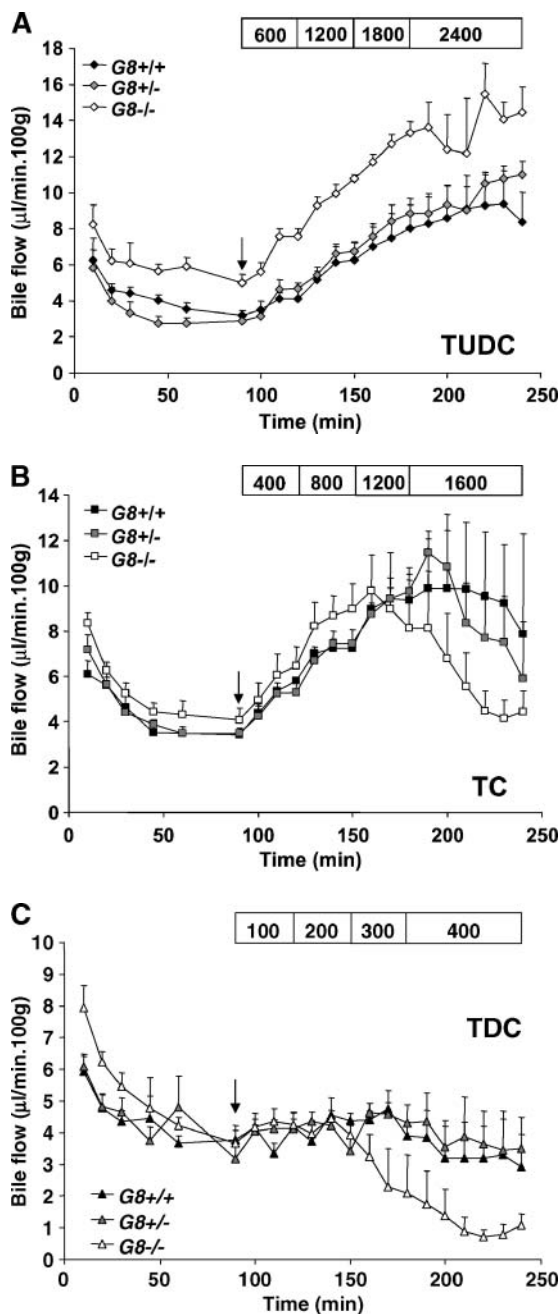 A
600 1200 1800 2400
18
16
14
12
10
8
6
4
2
0
Bile flow (µl/min.100g)
G8+/+
G8+/-
G8-/-
TUDC
0 50 100 150 200 250
Time (min)
B
400 800 1200 1600
14
12
10
8
6
4
2
0
Bile flow (µl/min.100g)
G8+/+
G8+/-
G8-/-
TC
0 50 100 150 200 250
Time (min)
C
100 200 300 400
10
9
8
7
6
5
4
3
2
1
0
Bile flow (µl/min.100g)
TDC
G8+/+
G8+/-
G8-/-
0 50 100 150 200 250
Time (min)